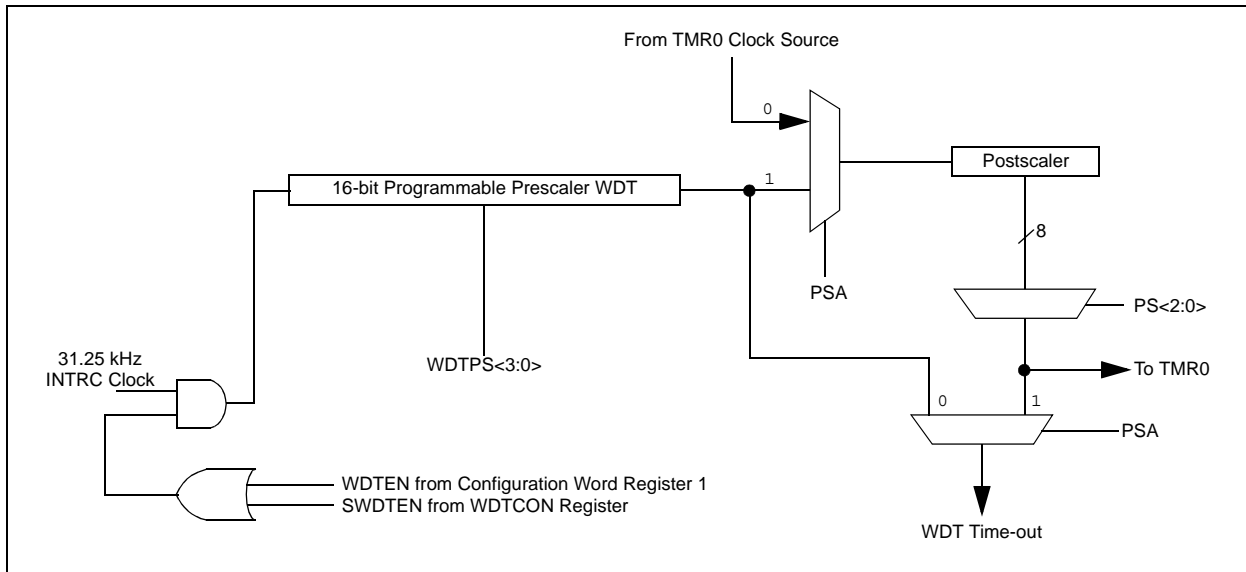 From TMR0 Clock Source
0
1
16-bit Programmable Prescaler WDT
Postscaler
8
PSA
PS<2:0>
31.25 kHz
INTRC Clock
WDTPS<3:0>
To TMR0
0
1
PSA
WDTEN from Configuration Word Register 1
SWDTEN from WDTCON Register
WDT Time-out